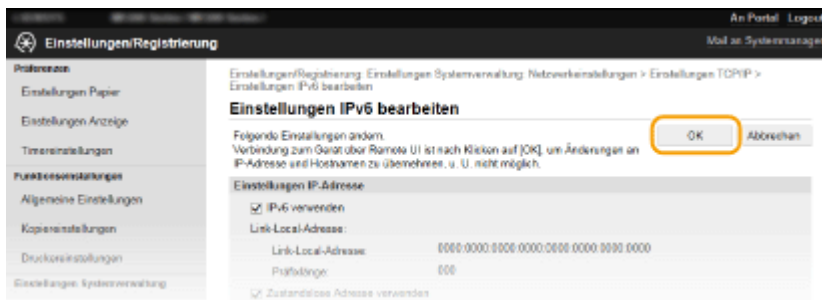 An Portal Logout
Einstellungen/Registrierung
Mail an Systemmanager
Präferenzen
Einstellungen Papier
Einstellungen Anzeige
Timereinstellungen
Funktionseinstellungen
Allgemeine Einstellungen
Kopiereinstellungen
Druckereinstellungen
Einstellungen Systemverwaltung
Einstellungen/Registrierung: Einstellungen Systemverwaltung: Netzwerkeinstellungen > Einstellungen TCP/IP >
Einstellungen IPv6 bearbeiten
Einstellungen IPv6 bearbeiten
Folgende Einstellungen ändern.
Verbindung zum Gerät über Remote UI ist nach Klicken auf [OK], um Änderungen an
IP-Adresse und Hostnamen zu übernehmen, u. U. nicht möglich.
OK Abbrechen
Einstellungen IP-Adresse
IPv6 verwenden
Link-Local-Adresse:
Link-Local-Adresse: 0000:0000:0000:0000:0000:0000:0000:0000
Präfixlänge: 000
Zustandslose Adresse verwenden